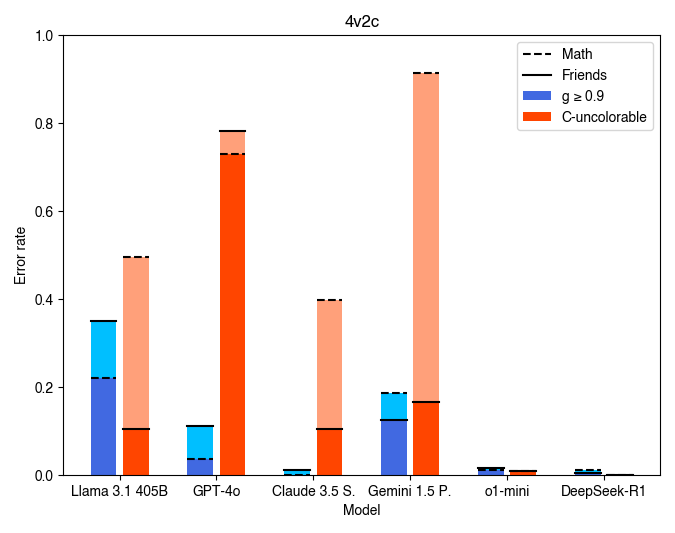 4v2c
1.0
0.8
0.6
0.4
0.2
0.0
Error rate
Math
Friends
g ≥ 0.9
C-uncolorable
Llama 3.1 405B
GPT-4o
Claude 3.5 S.
Gemini 1.5 P.
o1-mini
DeepSeek-R1
Model